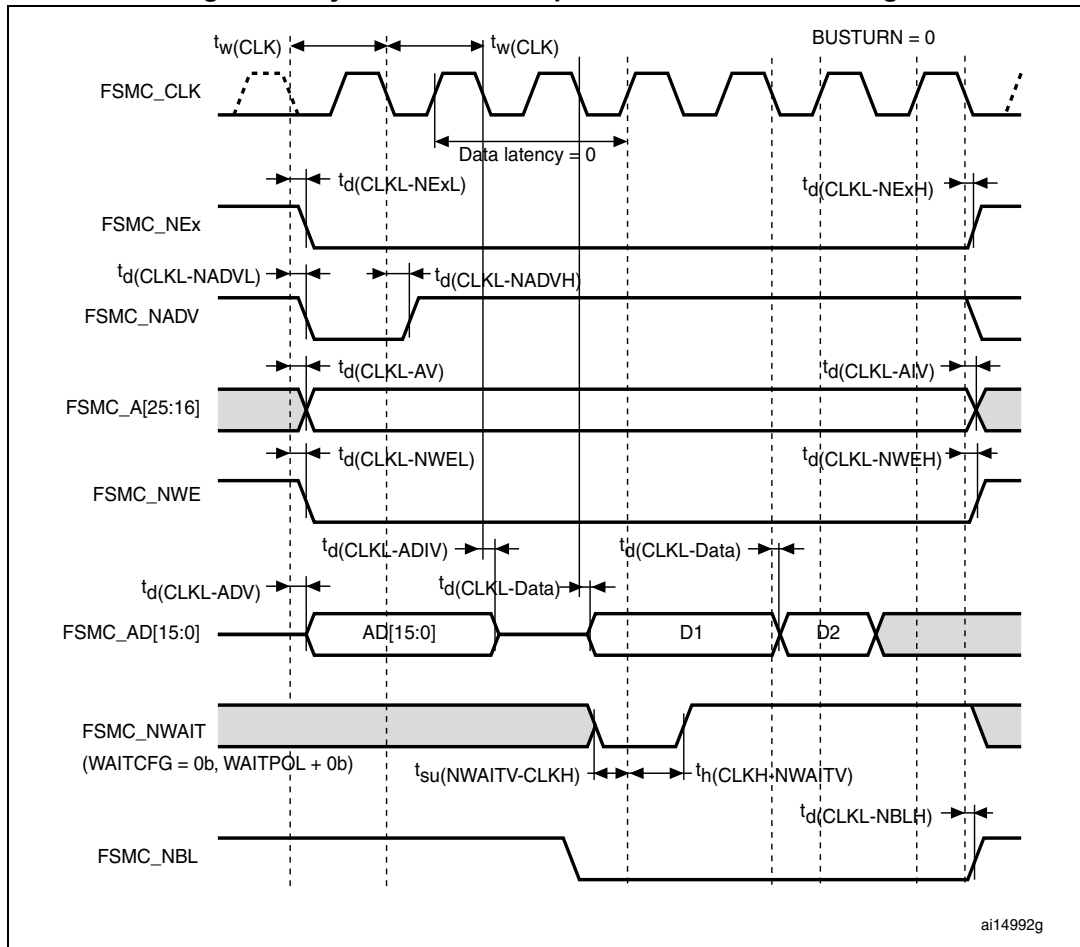 tw(CLK) tw(CLK) BUSTURN = 0
FSMC_CLK
Data latency = 0
td(CLKL-NExL) td(CLKL-NExH)
FSMC_NEx
td(CLKL-NADVL) td(CLKL-NADVH)
FSMC_NADV
td(CLKL-AV) td(CLKL-AIV)
FSMC_A[25:16]
td(CLKL-NWEL) td(CLKL-NWEH)
FSMC_NWE
td(CLKL-ADIV) td(CLKL-Data)
td(CLKL-ADV) td(CLKL-Data)
FSMC_AD[15:0] AD[15:0] D1 D2
FSMC_NWAIT
(WAITCFG = 0b, WAITPOL + 0b)
tsu(NWAITV-CLKH) th(CLKH-NWAITV)
td(CLKL-NBLH)
FSMC_NBL
ai14992g